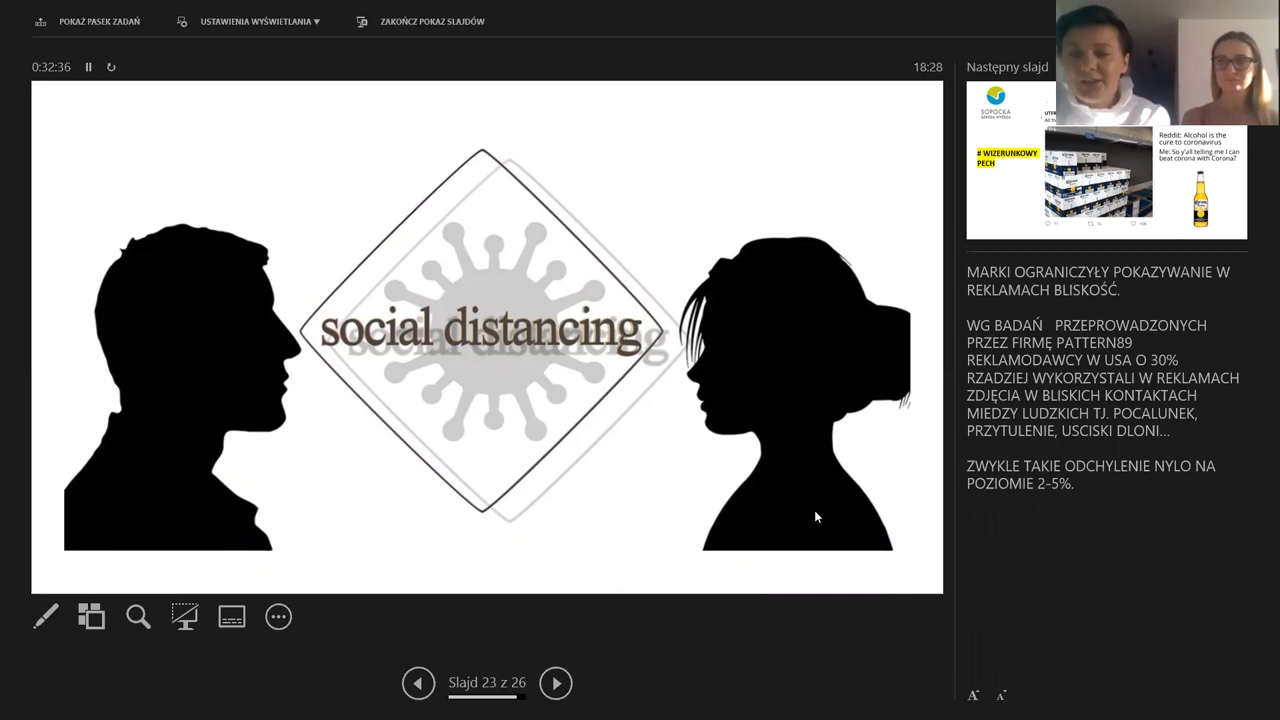 POKAŻ PASEK ZADAŃ
USTAWIENIA WYŚWIETLANIA ▼
ZAKOŃCZ POKAZ SLAJDÓW
0:32:36
18:28
social distancing
Slajd 23 z 26
Następny slajd
SOPOCKA
SZKOŁA WYŻSZA
# WIZERUNKOWY
PECH
Reddit: Alcohol is the
cure to coronavirus
Me: So y'all telling me I can
beat corona with Corona?
MARKI OGRANICZYŁY POKAZYWANIE W
REKLAMACH BLISKOŚĆ.
WG BADAŃ PRZEPROWADZONYCH
PRZEZ FIRMĘ PATTERN89
REKLAMODAWCY W USA O 30%
RZADZIEJ WYKORZYSTALI W REKLAMACH
ZDJĘCIA W BLISKICH KONTAKTACH
MIEDZY LUDZKICH TJ. POCALUNEK,
PRZYTULENIE, USCISKI DLONI...
ZWYKLE TAKIE ODCHYLENIE NYLO NA
POZIOMIE 2-5%.